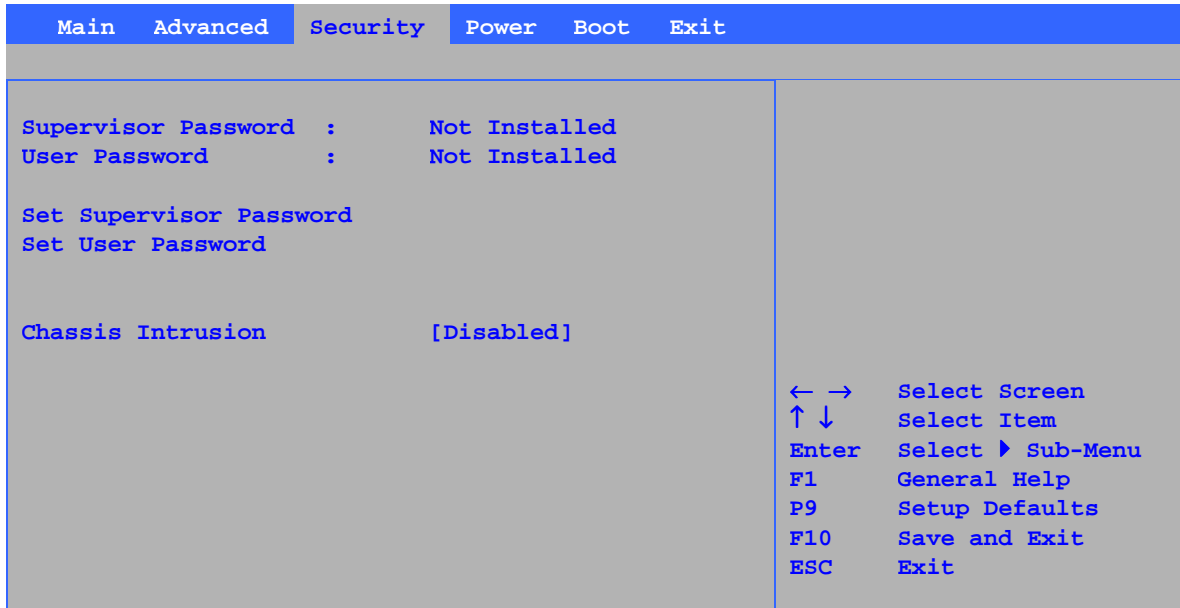 Main Advanced Security Power Boot Exit
Supervisor Password : Not Installed
User Password : Not Installed
Set Supervisor Password
Set User Password
Chassis Intrusion [Disabled]
← → Select Screen
↑ ↓ Select Item
Enter Select ▶ Sub-Menu
F1 General Help
P9 Setup Defaults
F10 Save and Exit
ESC Exit